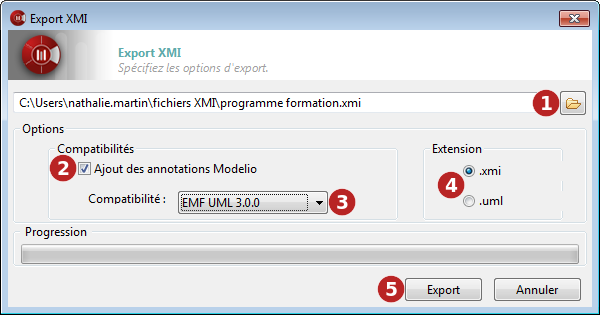 Export XMI
Export XMI
Spécifiez les options d'export.
C:\Users\nathalie.martin\fichiers XMI\programme formation.xmi
1
Options
Compatibilités
Extension
2
Ajout des annotations Modelio
.xmi
4
Compatibilité :
EMF UML 3.0.0
3
.uml
Progression
5
Export
Annuler